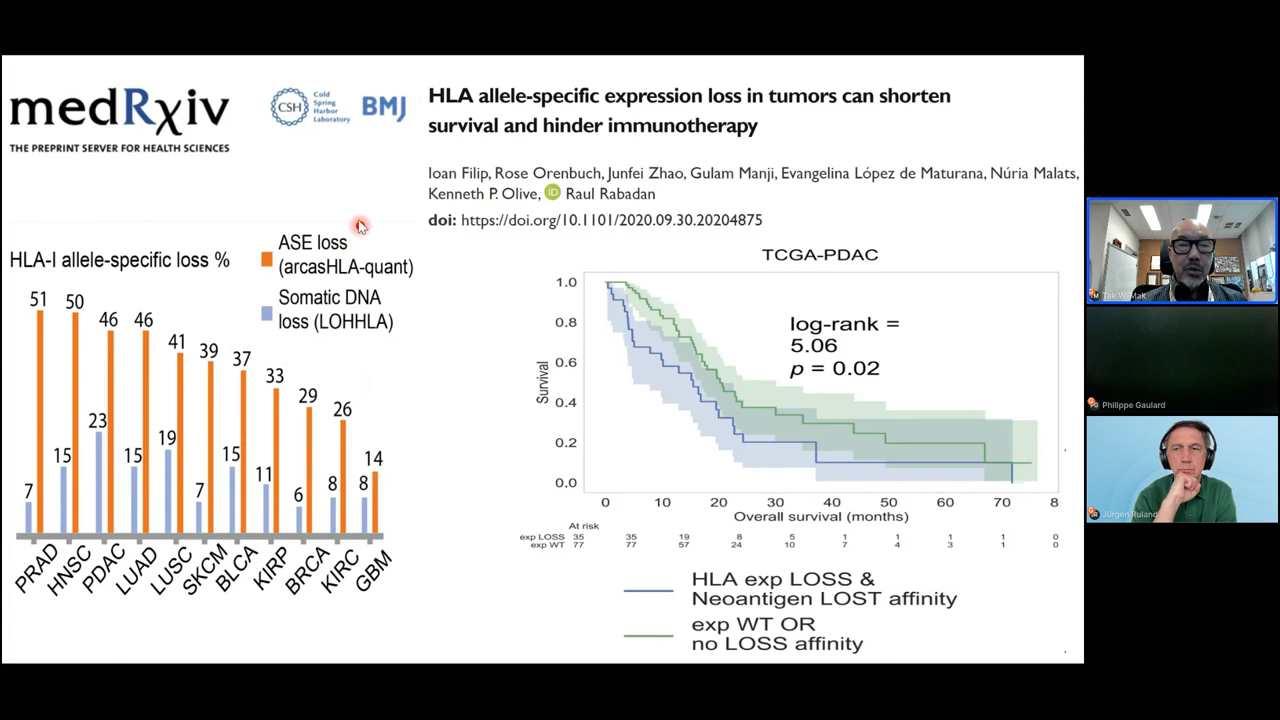 medRxiv
THE PREPRINT SERVER FOR HEALTH SCIENCES
CSH
Cold
Spring
Harbor
Laboratory
BMJ
HLA allele-specific expression loss in tumors can shorten
survival and hinder immunotherapy
Ioan Filip, Rose Orenbuch, Junfei Zhao, Gulam Manji, Evangelina López de Maturana, Núria Malats,
Kenneth P. Olive, iD Raul Rabadan
doi: https://doi.org/10.1101/2020.09.30.20204875
HLA-I allele-specific loss %
ASE loss
(arcasHLA-quant)
Somatic DNA
loss (LOHHLA)
51 50 46 46 41 39 37 33 29 26 14
7 15 23 15 19 7 15 11 6 8 8
PRAD HNSC PDAC LUAD LUSC SKCM BLCA KIRP BRCA KIRC GBM
TCGA-PDAC
log-rank =
5.06
p = 0.02
Survival
1.0
0.8
0.6
0.4
0.2
0.0
0 10 20 30 40 50 60 70 8
Overall survival (months)
At risk
exp LOSS 35 35 19 8 5 1 1 1 0
exp WT 77 77 57 24 10 7 4 3 1 0
HLA exp LOSS &
Neoantigen LOST affinity
exp WT OR
no LOSS affinity
Tak W. Mak
Philippe Gaulard
Jürgen Ruland